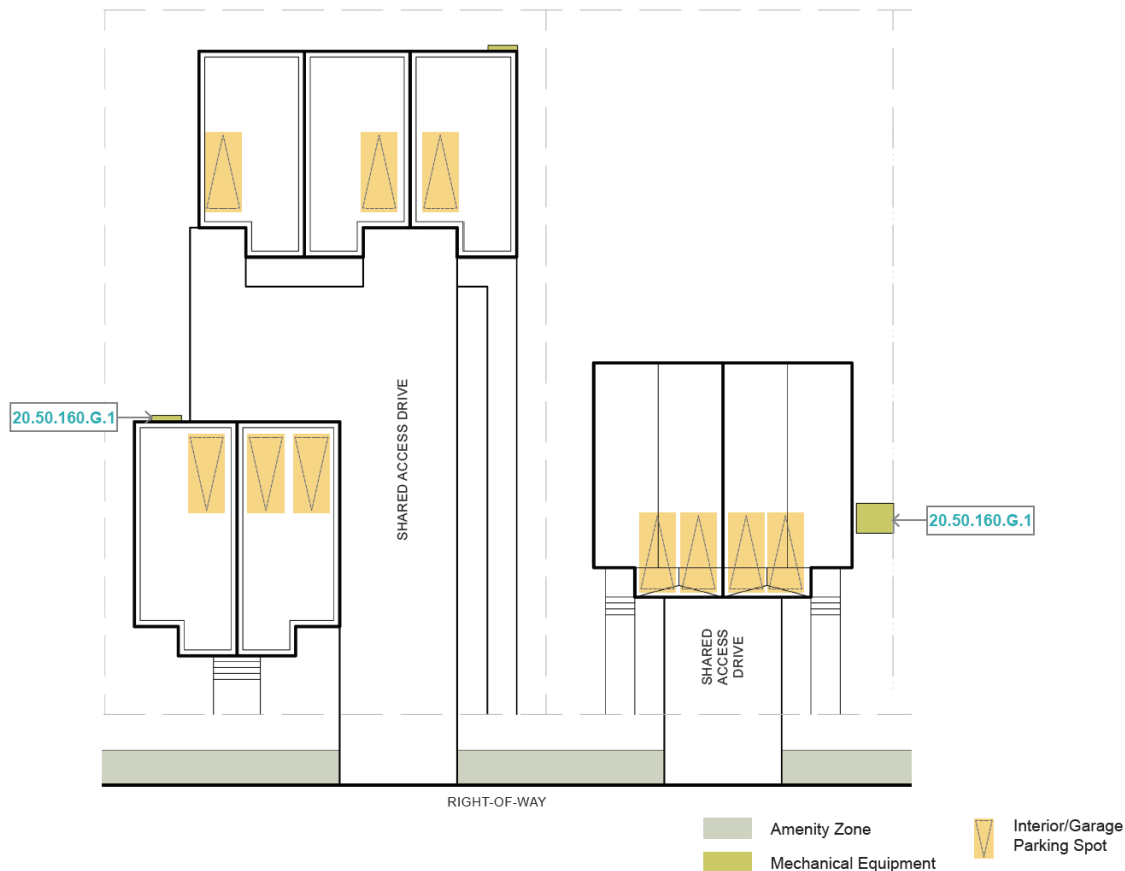 20.50.160.G.1
SHARED ACCESS DRIVE
20.50.160.G.1
SHARED
ACCESS
DRIVE
RIGHT-OF-WAY
Amenity Zone
Mechanical Equipment
Interior/Garage
Parking Spot